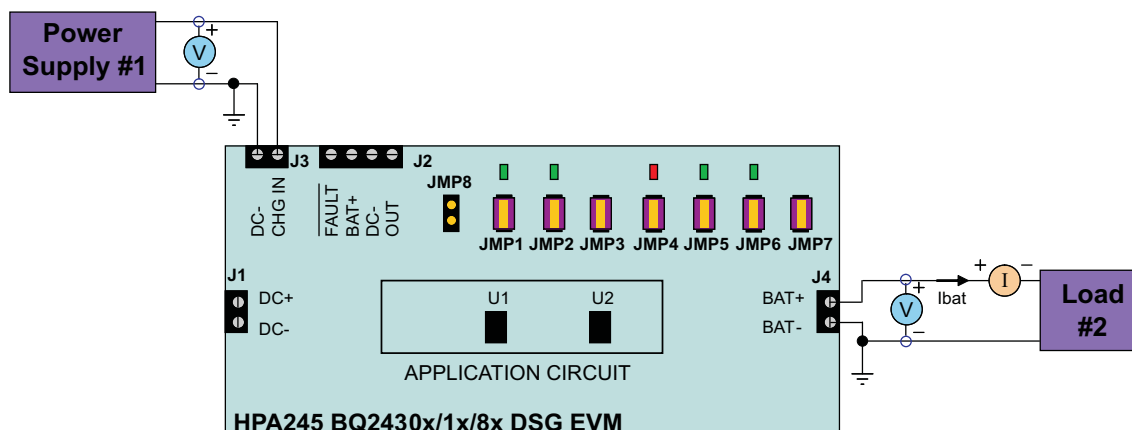 Power
Supply #1
+
V
−
J3
J2
DC-
CHG IN
FAULT
BAT+
DC-
OUT
JMP8
JMP1
JMP2
JMP3
JMP4
JMP5
JMP6
JMP7
J1
DC+
DC-
U1
U2
APPLICATION CIRCUIT
J4
BAT+
BAT-
+
V
−
Ibat
+
I
−
Load
#2
HPA245 BQ2430x/1x/8x DSG EVM